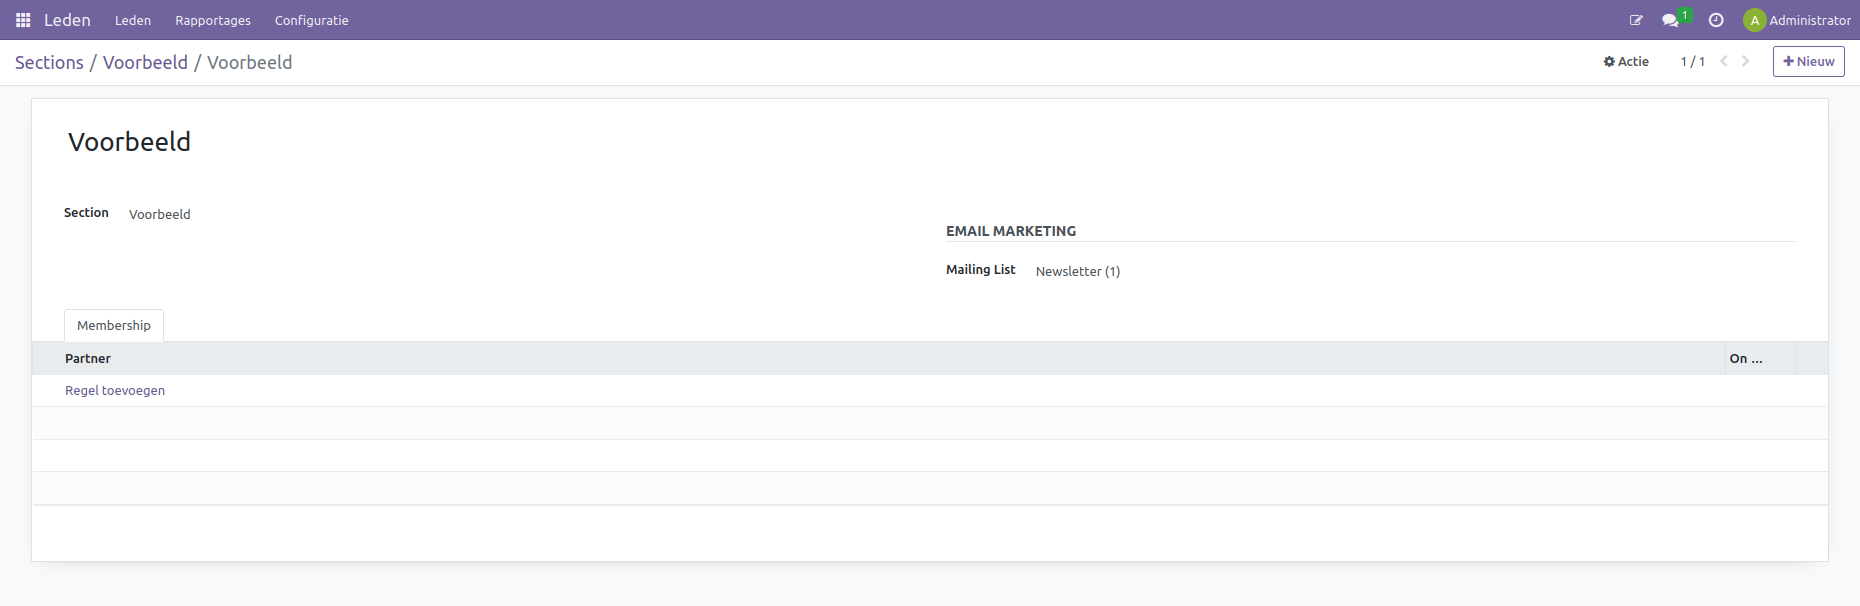 Leden Leden Rapportages Configuratie 1 A Administrator
Sections / Voorbeeld / Voorbeeld Actie 1 / 1 Nieuw
Voorbeeld
Section Voorbeeld
EMAIL MARKETING
Mailing List Newsletter (1)
Membership
Partner On ...
Regel toevoegen